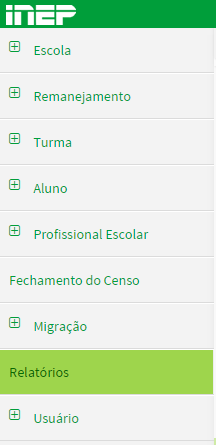 inep
Escola
Remanejamento
Turma
Aluno
Profissional Escolar
Fechamento do Censo
Migração
Relatórios
Usuário